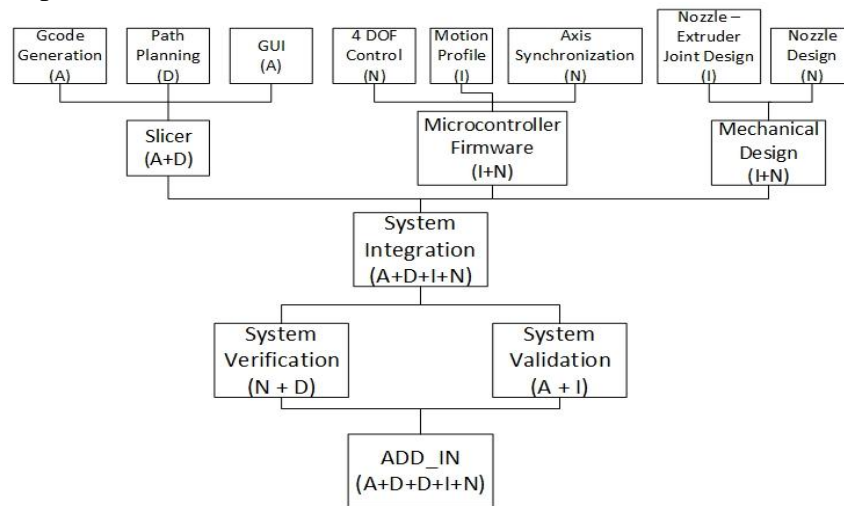 Gcode
Generation
(A)
Path
Planning
(D)
GUI
(A)
4 DOF
Control
(N)
Motion
Profile
(I)
Axis
Synchronization
(N)
Nozzle –
Extruder
Joint Design
(I)
Nozzle
Design
(N)
Slicer
(A+D)
Microcontroller
Firmware
(I+N)
Mechanical
Design
(I+N)
System
Integration
(A+D+I+N)
System
Verification
(N + D)
System
Validation
(A + I)
ADD_IN
(A+D+D+I+N)